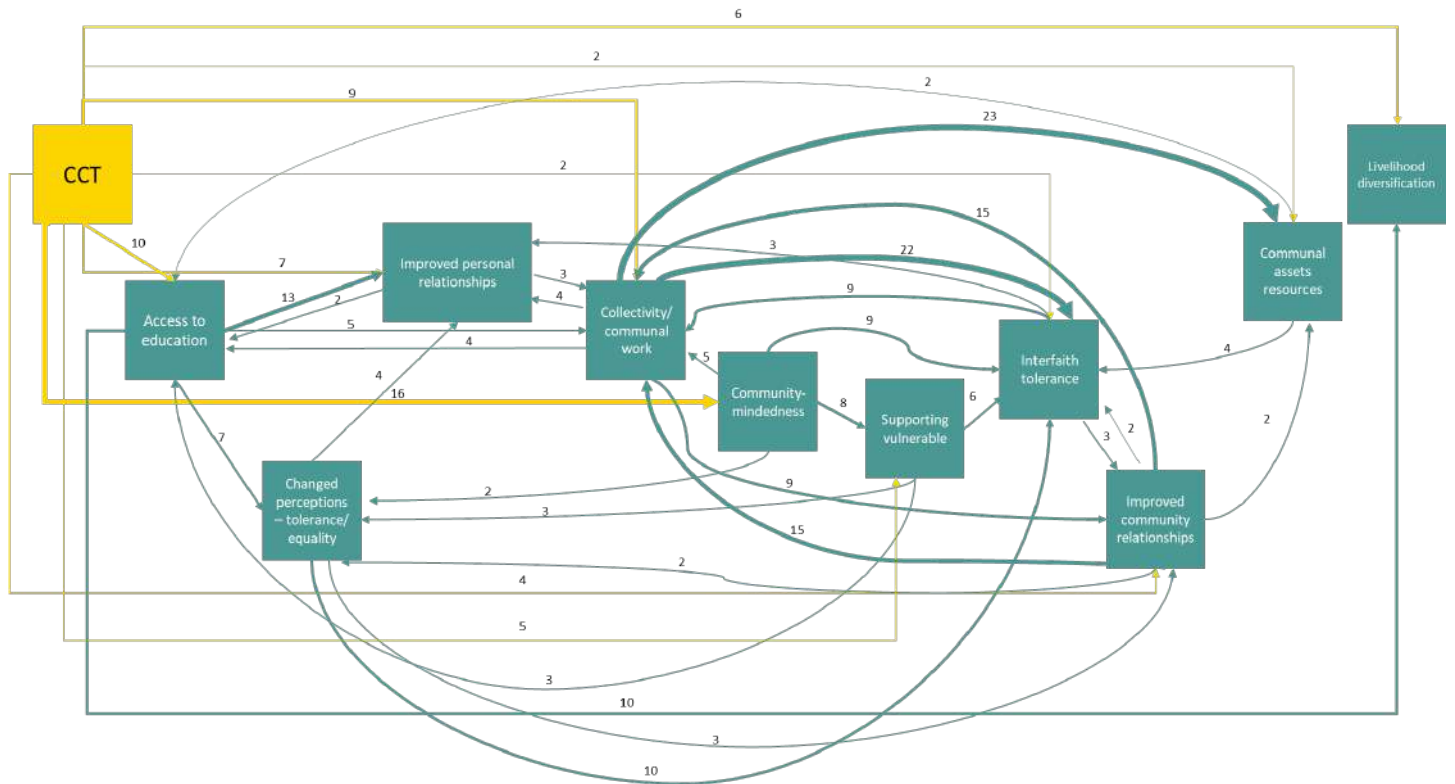 6
2
2
9
23
CCT
2
Livelihood
diversification
15
10
7
Improved personal
relationships
3
3
22
Communal
assets
resources
13
2
4
9
Access to
education
5
Collectivity/
communal
work
9
4
5
Interfaith
tolerance
4
4
16
Community-
mindedness
8
Supporting
vulnerable
6
7
3
2
2
Changed
perceptions
– tolerance/
equality
2
9
Improved
community
relationships
3
15
2
4
5
3
10
3
10